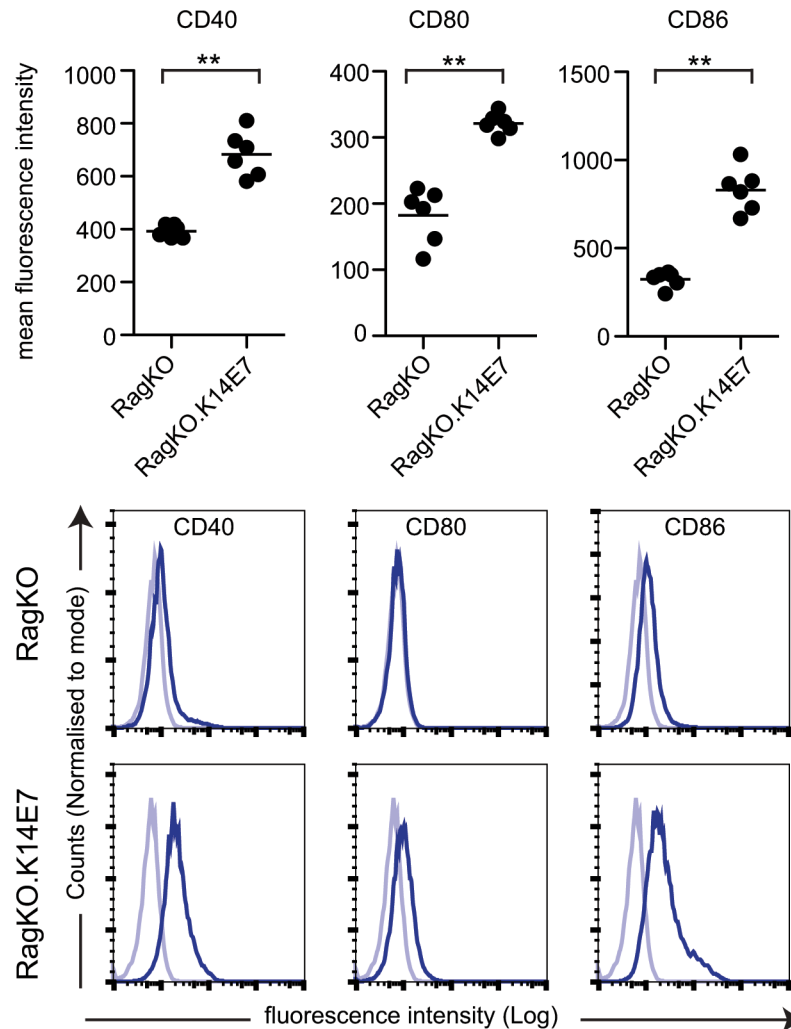 CD40
CD80
CD86
mean fluorescence intensity
**
**
**
1000
800
600
400
200
0
400
300
200
100
0
1500
1000
500
0
RagKO
RagKO.K14E7
RagKO
RagKO.K14E7
RagKO
RagKO.K14E7
CD40
CD80
CD86
RagKO
RagKO.K14E7
Counts (Normalised to mode)
fluorescence intensity (Log)